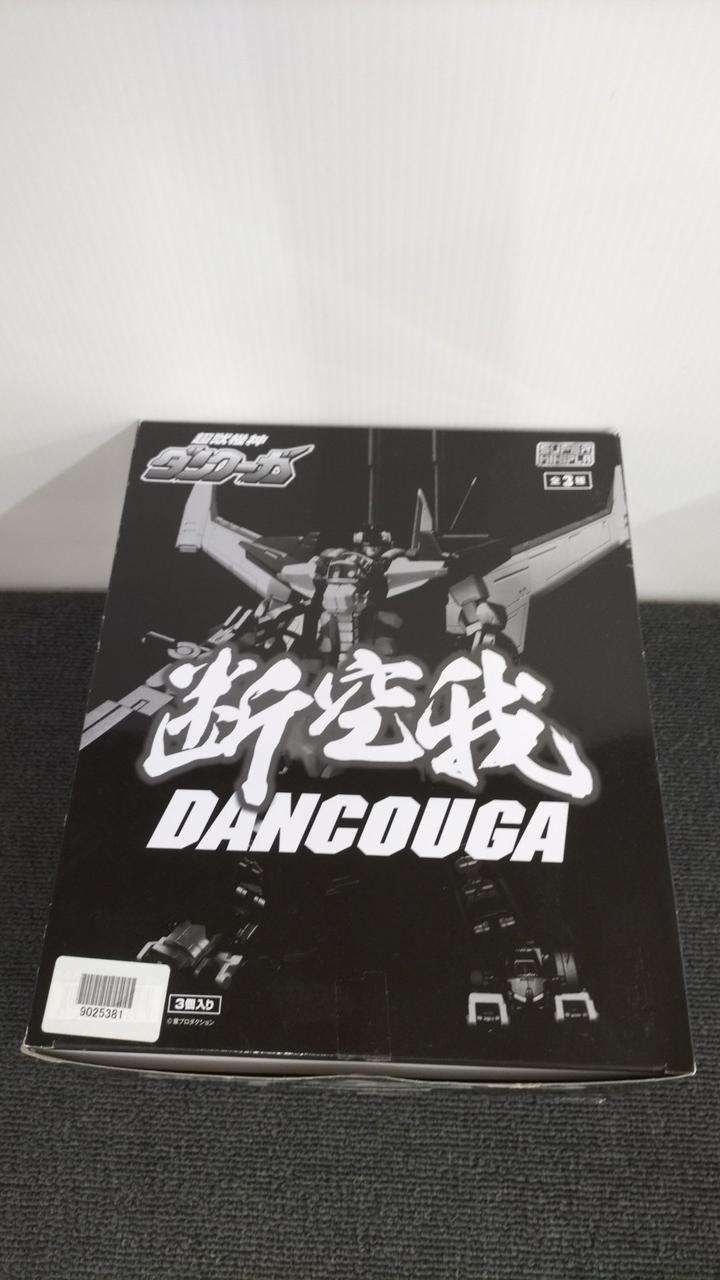 超獣機神
ダンクーガ
SUPER
MINIPLA
全3種
断空我
DANCOUGA
9025381
3個入り
©葦プロダクション